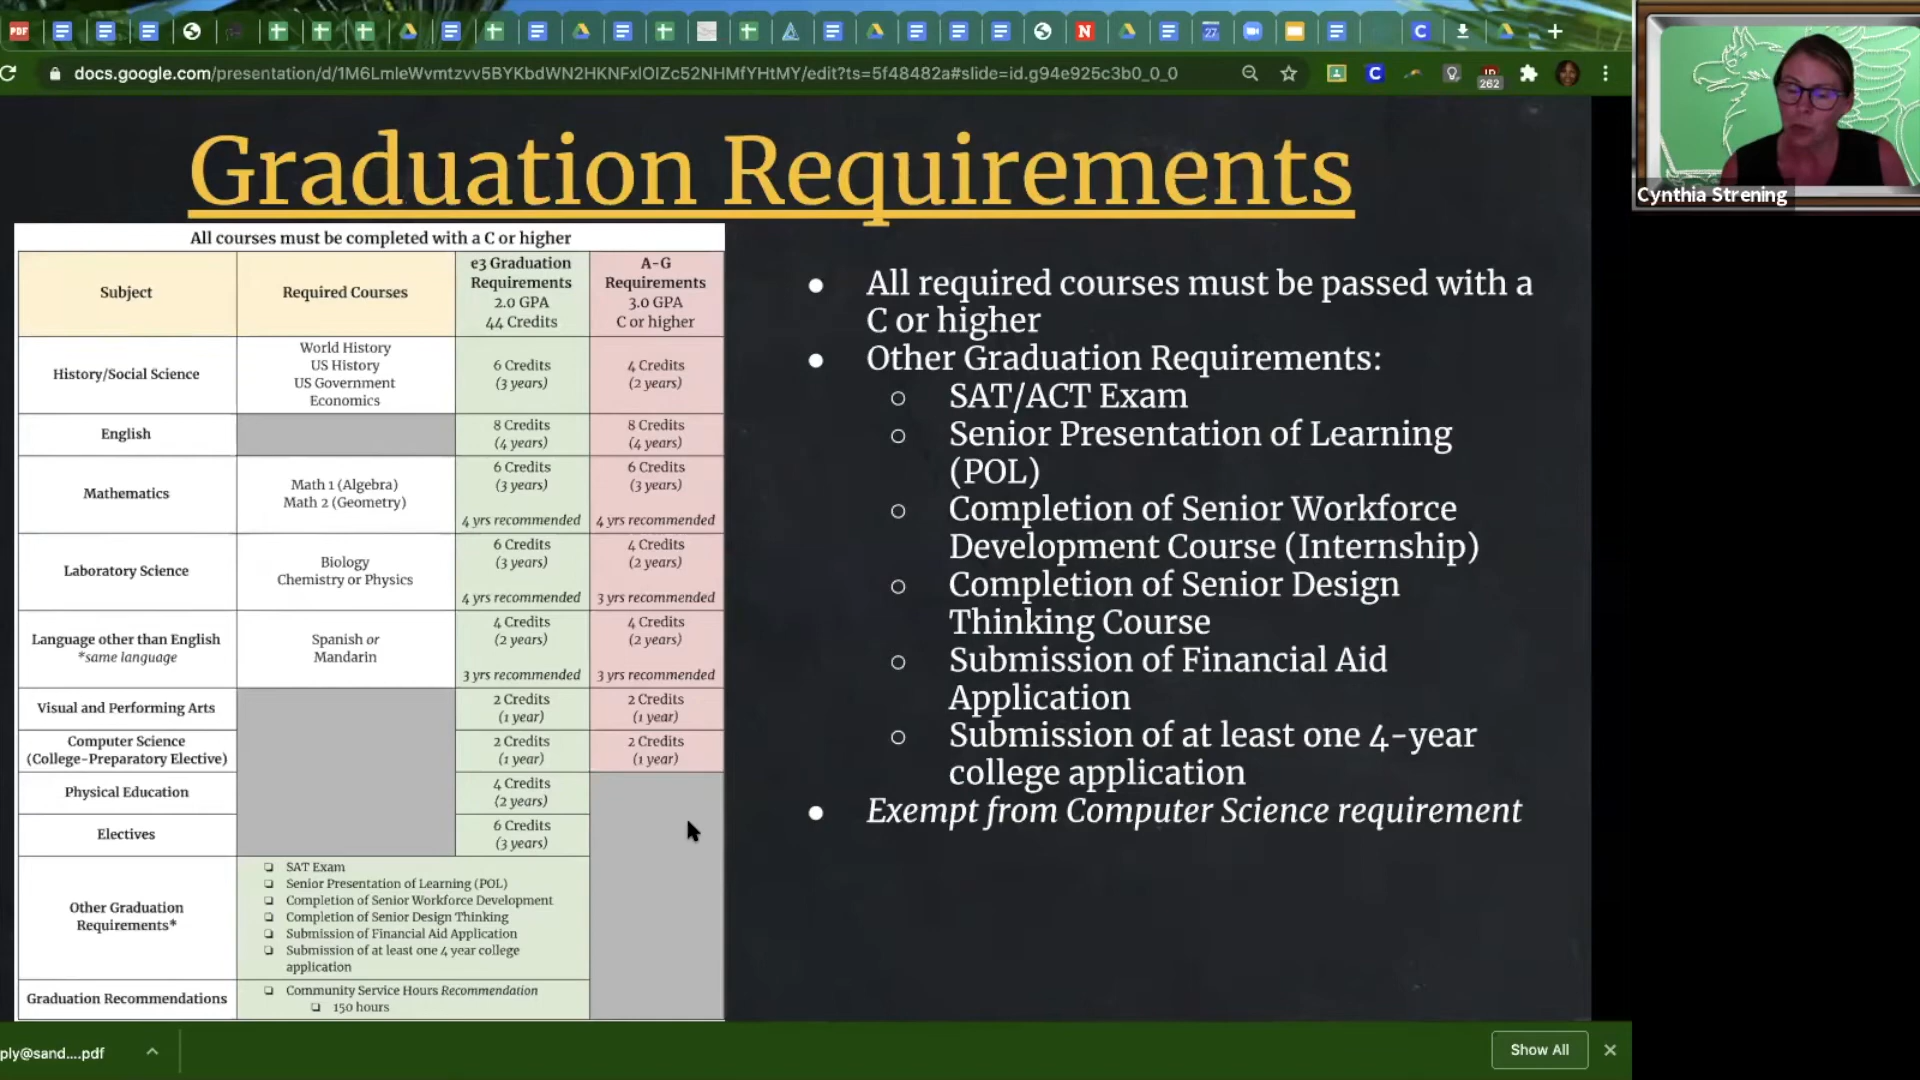 PDF
27
N
C
docs.google.com/presentation/d/1M6LmleWvmtzvv5BYKbdWN2HKNFxlOIZc52NHMfYHtMY/edit?ts=5f48482a#slide=id.g94e925c3b0_0_0
C
262
Cynthia Strening
Graduation Requirements
All courses must be completed with a C or higher
Subject
Required Courses
e3 Graduation
Requirements
2.0 GPA
44 Credits
A-G
Requirements
3.0 GPA
C or higher
History/Social Science
World History
US History
US Government
Economics
6 Credits
(3 years)
4 Credits
(2 years)
English
8 Credits
(4 years)
8 Credits
(4 years)
Mathematics
Math 1 (Algebra)
Math 2 (Geometry)
6 Credits
(3 years)
4 yrs recommended
6 Credits
(3 years)
4 yrs recommended
Laboratory Science
Biology
Chemistry or Physics
6 Credits
(3 years)
4 yrs recommended
4 Credits
(2 years)
3 yrs recommended
Language other than English
*same language
Spanish or
Mandarin
4 Credits
(2 years)
3 yrs recommended
4 Credits
(2 years)
3 yrs recommended
Visual and Performing Arts
2 Credits
(1 year)
2 Credits
(1 year)
Computer Science
(College-Preparatory Elective)
2 Credits
(1 year)
2 Credits
(1 year)
Physical Education
4 Credits
(2 years)
Electives
6 Credits
(3 years)
Other Graduation
Requirements*
❏ SAT Exam
❏ Senior Presentation of Learning (POL)
❏ Completion of Senior Workforce Development
❏ Completion of Senior Design Thinking
❏ Submission of Financial Aid Application
❏ Submission of at least one 4 year college
application
Graduation Recommendations
❏ Community Service Hours Recommendation
❏ 150 hours
● All required courses must be passed with a
C or higher
● Other Graduation Requirements:
○ SAT/ACT Exam
○ Senior Presentation of Learning
(POL)
○ Completion of Senior Workforce
Development Course (Internship)
○ Completion of Senior Design
Thinking Course
○ Submission of Financial Aid
Application
○ Submission of at least one 4-year
college application
● Exempt from Computer Science requirement
ply@sand....pdf
Show All